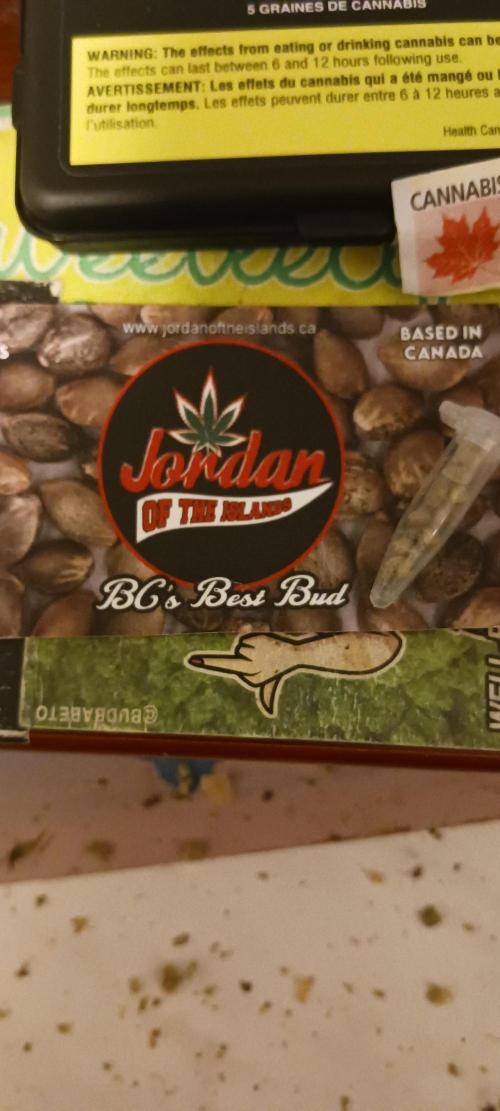 5 GRAINES DE CANNABIS
WARNING: The effects from eating or drinking cannabis can be
The effects can last between 6 and 12 hours following use.
AVERTISSEMENT: Les effets du cannabis qui a été mangé ou
durer longtemps. Les effets peuvent durer entre 6 à 12 heures
l'utilisation.
Health Can
CANNABIS
www.jordanoftheislands.ca
BASED IN
CANADA
S
Jordan
OF THE ISLANDS
BC's Best Bud
@BUDBABETO